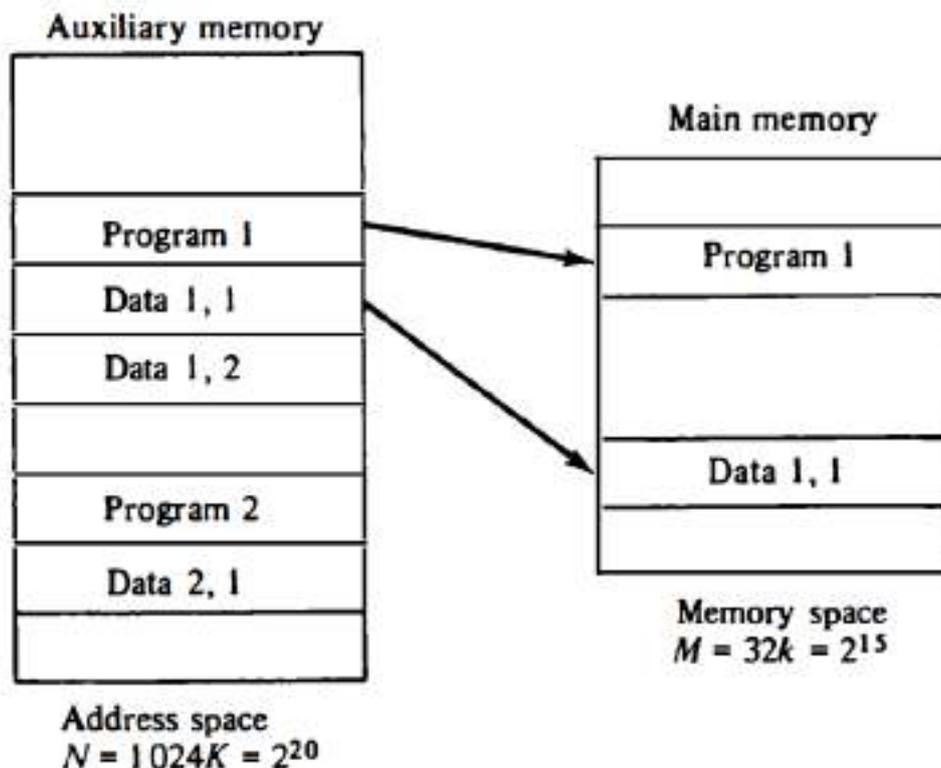 Auxiliary memory
Program 1
Data 1, 1
Data 1, 2
Program 2
Data 2, 1
Address space
N = 1024K = 2²⁰
Main memory
Program 1
Data 1, 1
Memory space
M = 32k = 2¹⁵